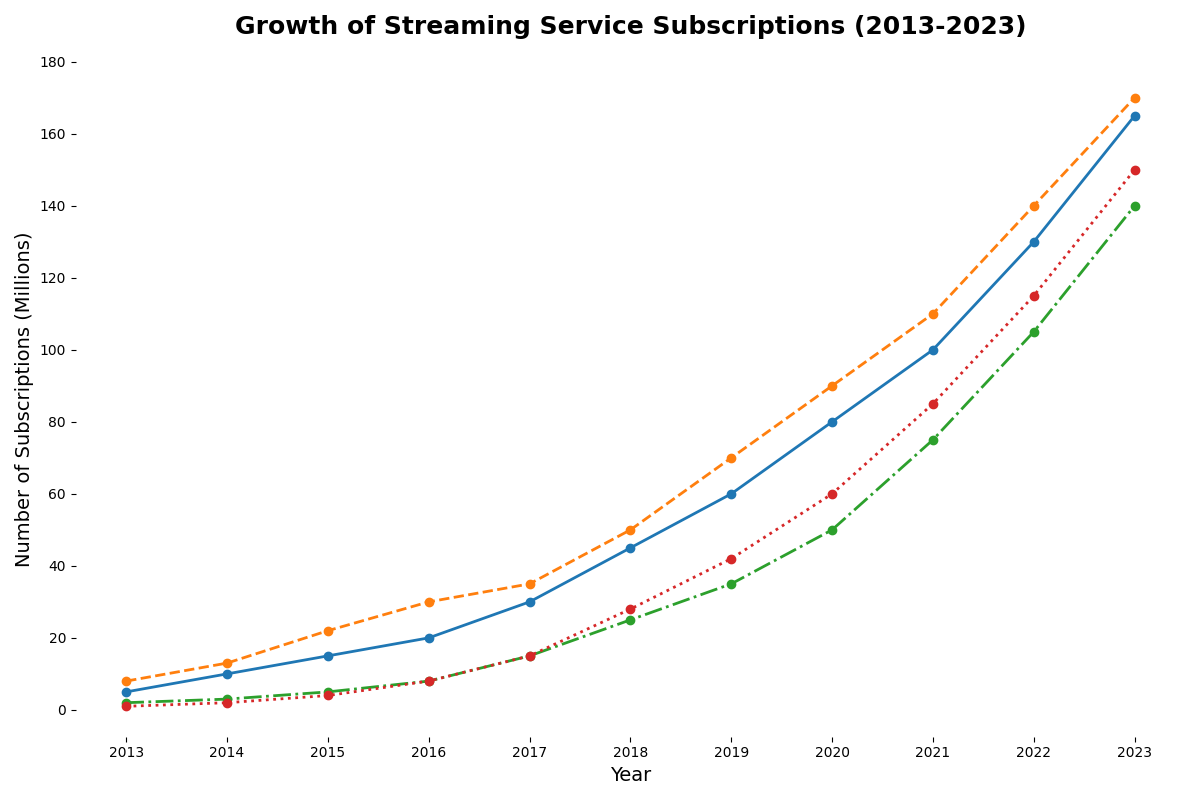 Growth of Streaming Service Subscriptions (2013-2023)
180
160
140
120
100
80
60
40
20
0
Number of Subscriptions (Millions)
2013 2014 2015 2016 2017 2018 2019 2020 2021 2022 2023
Year